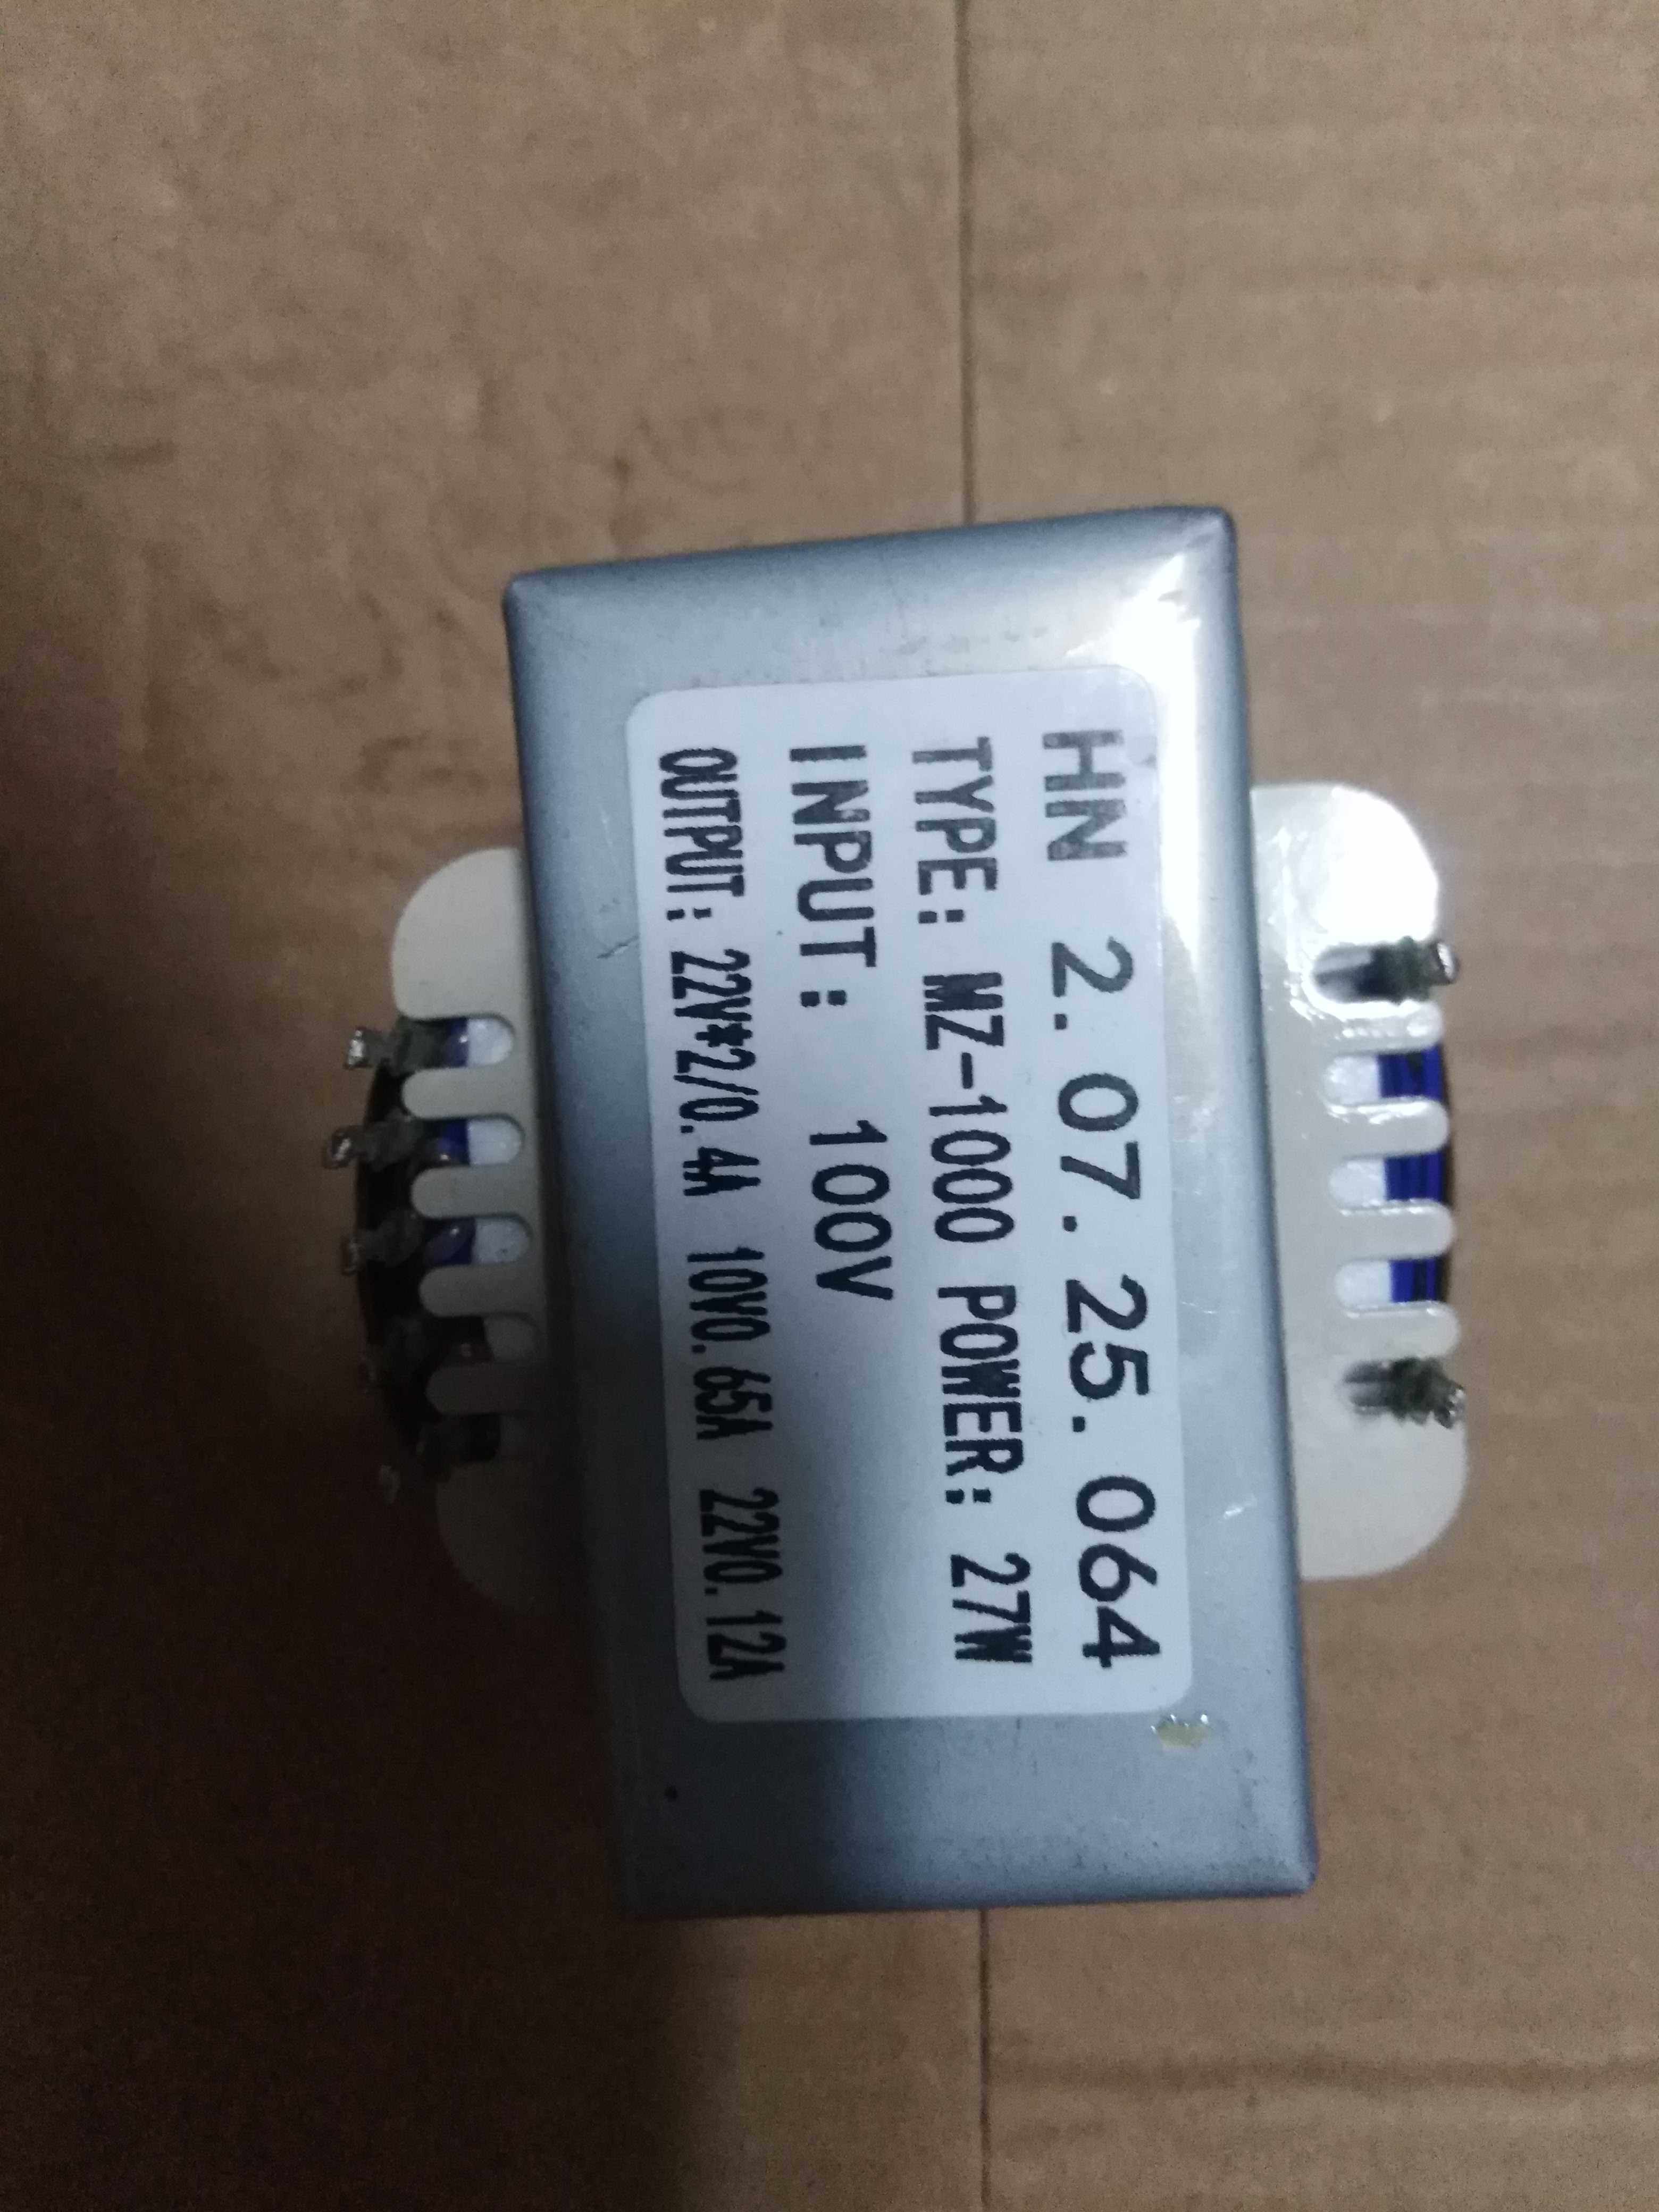 HN 2.07.25.064
TYPE: MZ-1000 POWER: 27W
INPUT: 100V
OUTPUT: 22V*2/0.4A 10V0.65A 22V0.12A